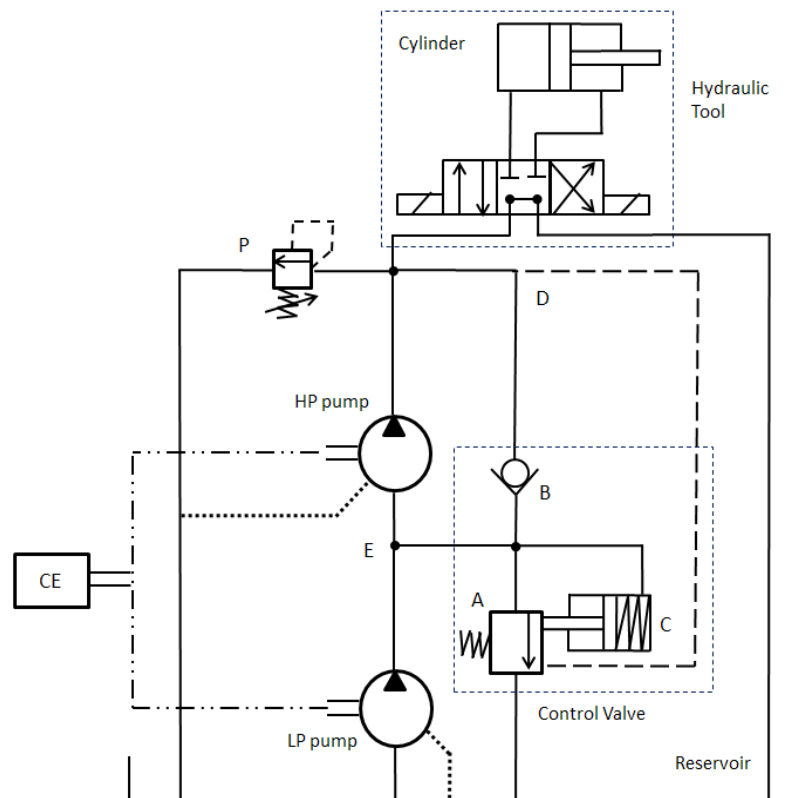 Cylinder
Hydraulic
Tool
P
D
HP pump
B
E
CE
A
C
LP pump
Control Valve
Reservoir